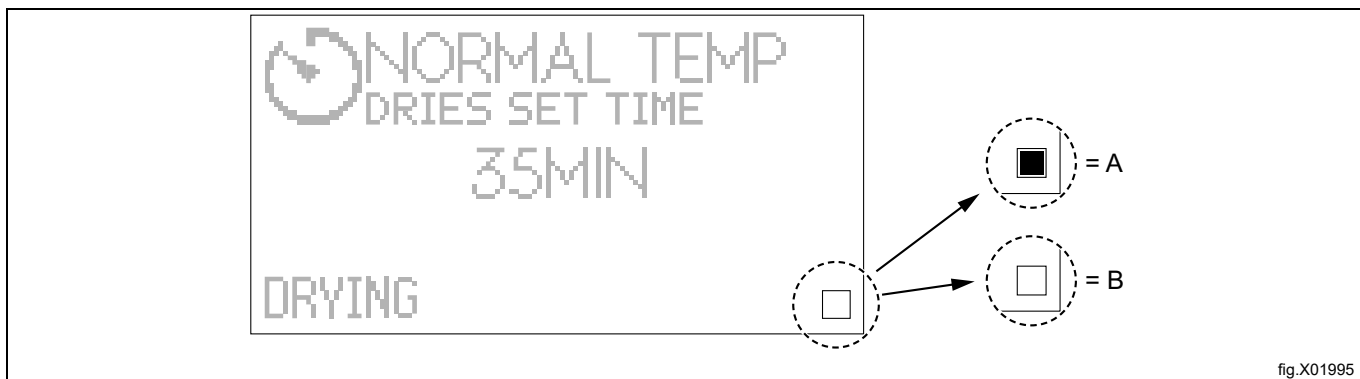 NORMAL TEMP
DRIES SET TIME
35MIN
DRYING
= A
= B
fig.X01995